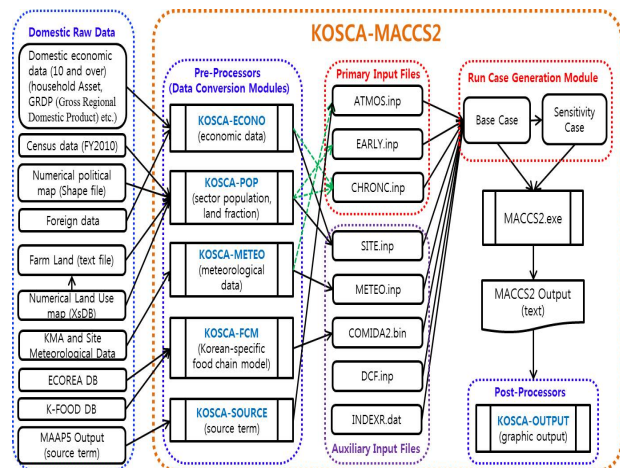 KOSCA-MACCS2
Domestic Raw Data
Domestic economic
data (10 and over)
(household Asset,
GRDP (Gross Regional
Domestic Product) etc.)
Census data (FY2010)
Numerical political
map (Shape file)
Foreign data
Farm Land (text file)
Numerical Land Use
map (XsDB)
KMA and Site
Meteorological Data
ECOREA DB
K-FOOD DB
MAAP5 Output
(source term)
Pre-Processors
(Data Conversion Modules)
KOSCA-ECONO
(economic data)
KOSCA-POP
(sector population,
land fraction)
KOSCA-METEO
(meteorological
data)
KOSCA-FCM
(Korean-specific
food chain model)
KOSCA-SOURCE
(source term)
Primary Input Files
ATMOS.inp
EARLY.inp
CHRONC.inp
SITE.inp
METEO.inp
COMIDA2.bin
DCF.inp
INDEXR.dat
Auxiliary Input Files
Run Case Generation Module
Base Case
Sensitivity
Case
MACCS2.exe
MACCS2 Output
(text)
Post-Processors
KOSCA-OUTPUT
(graphic output)